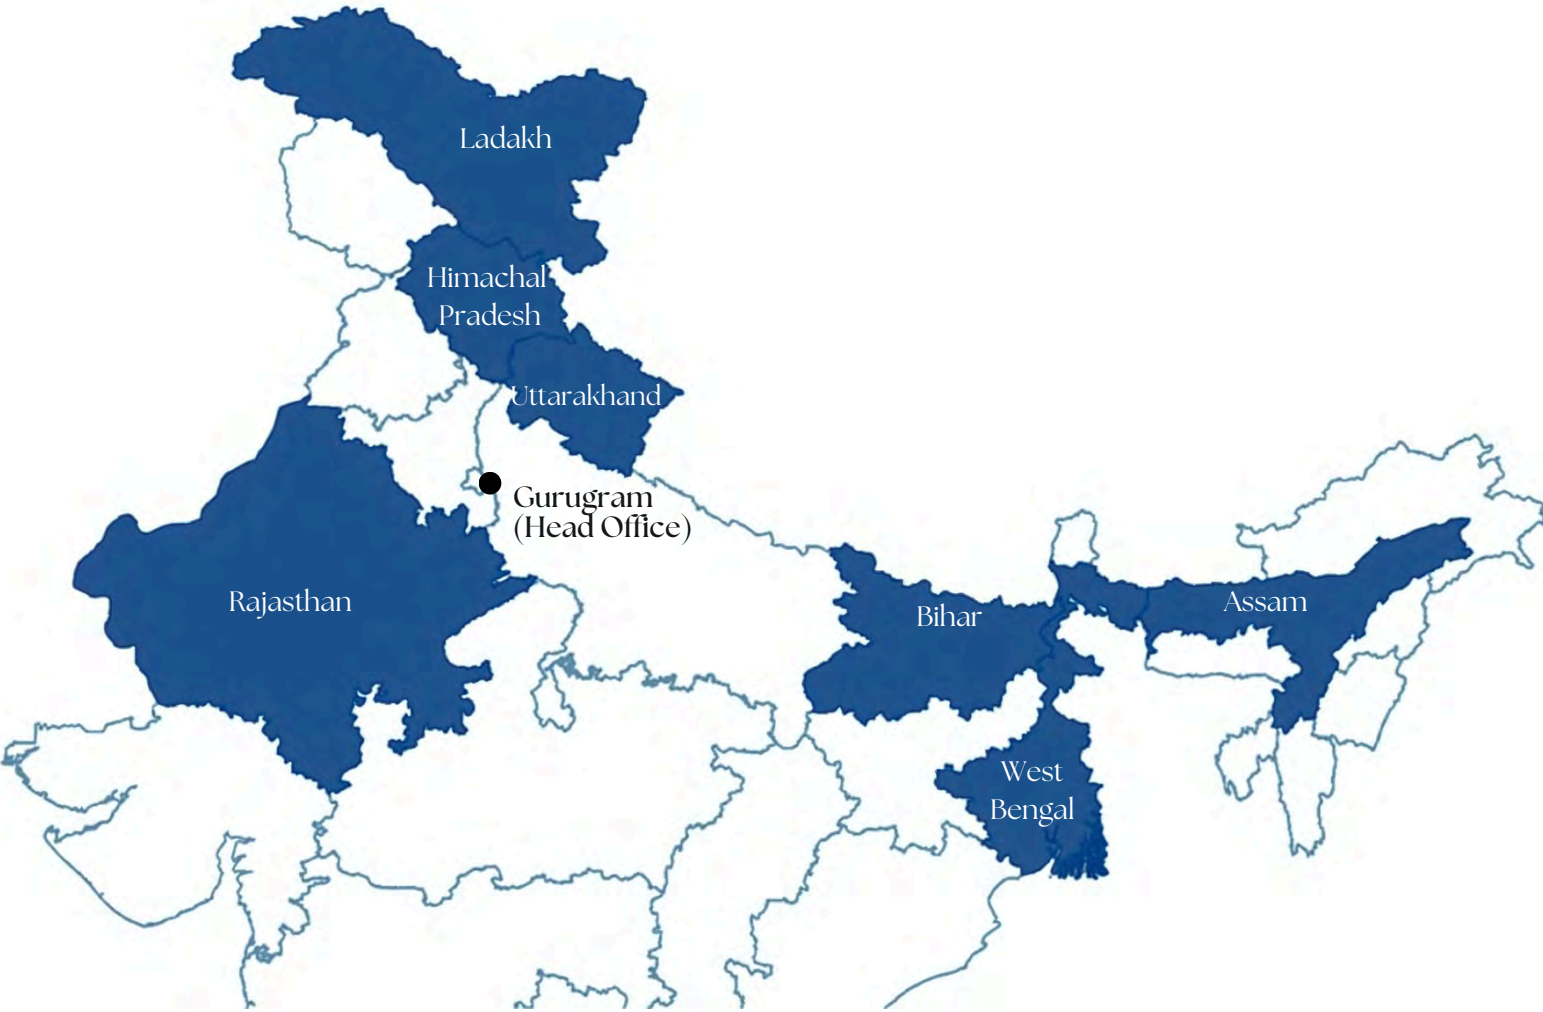 Ladakh
Himachal
Pradesh
Uttarakhand
Gurugram
(Head Office)
Rajasthan
Bihar
Assam
West
Bengal